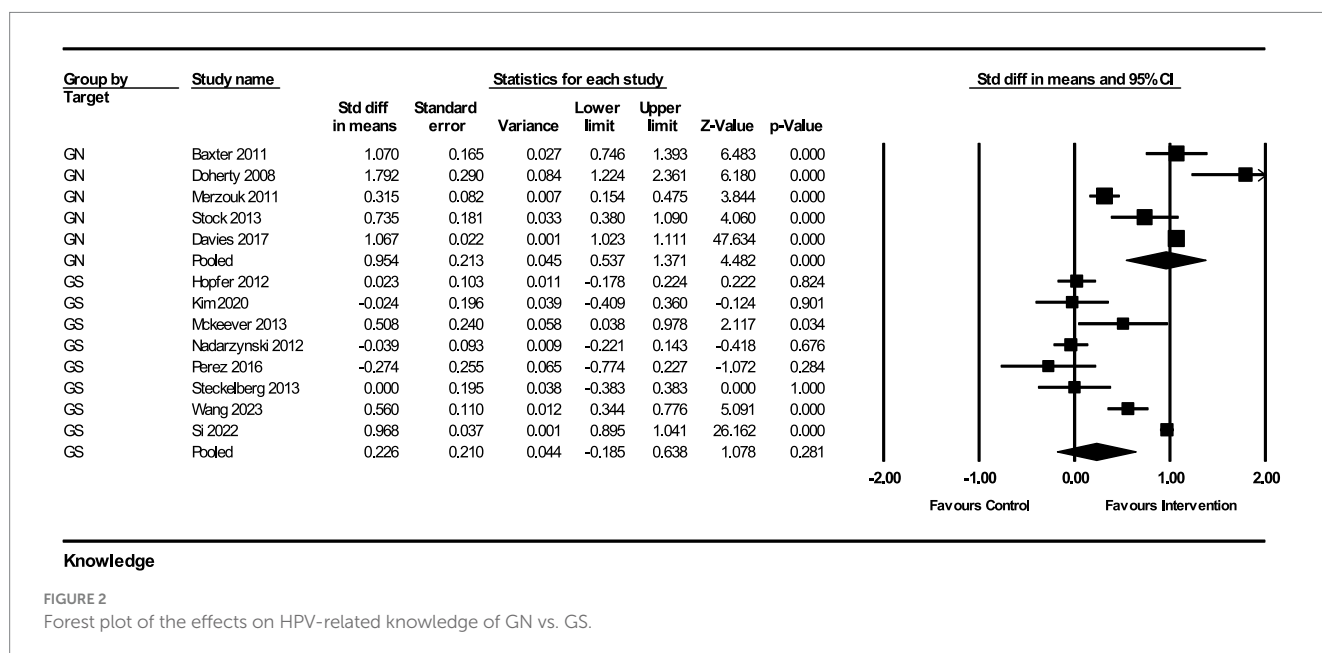 Group by Study name Statistics for each study Std diff in means and 95% CI
Target
Std diff Standard Lower Upper
in means error Variance limit limit Z-Value p-Value
GN Baxter 2011 1.070 0.165 0.027 0.746 1.393 6.483 0.000
GN Doherty 2008 1.792 0.290 0.084 1.224 2.361 6.180 0.000
GN Merzouk 2011 0.315 0.082 0.007 0.154 0.475 3.844 0.000
GN Stock 2013 0.735 0.181 0.033 0.380 1.090 4.060 0.000
GN Davies 2017 1.067 0.022 0.001 1.023 1.111 47.634 0.000
GN Pooled 0.954 0.213 0.045 0.537 1.371 4.482 0.000
GS Hopfer 2012 0.023 0.103 0.011 -0.178 0.224 0.222 0.824
GS Kim 2020 -0.024 0.196 0.039 -0.409 0.360 -0.124 0.901
GS Mckeever 2013 0.508 0.240 0.058 0.038 0.978 2.117 0.034
GS Nadarzynski 2012 -0.039 0.093 0.009 -0.221 0.143 -0.418 0.676
GS Perez 2016 -0.274 0.255 0.065 -0.774 0.227 -1.072 0.284
GS Steckelberg 2013 0.000 0.195 0.038 -0.383 0.383 0.000 1.000
GS Wang 2023 0.560 0.110 0.012 0.344 0.776 5.091 0.000
GS Si 2022 0.968 0.037 0.001 0.895 1.041 26.162 0.000
GS Pooled 0.226 0.210 0.044 -0.185 0.638 1.078 0.281
-2.00 -1.00 0.00 1.00 2.00
Favours Control Favours Intervention
Knowledge
FIGURE 2
Forest plot of the effects on HPV-related knowledge of GN vs. GS.